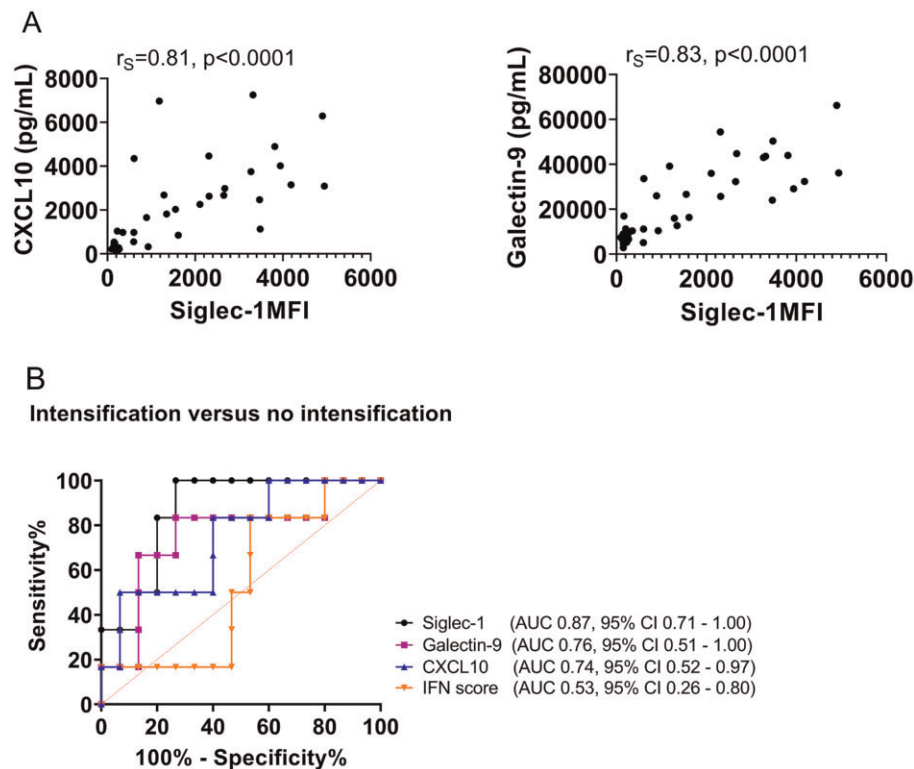 A
rS=0.81, p<0.0001
CXCL10 (pg/mL)
8000
6000
4000
2000
0
0 2000 4000 6000
Siglec-1MFI
rS=0.83, p<0.0001
Galectin-9 (pg/mL)
80000
60000
40000
20000
0
0 2000 4000 6000
Siglec-1MFI
B
Intensification versus no intensification
Sensitivity%
100
80
60
40
20
0
0 20 40 60 80 100
100% - Specificity%
Siglec-1 (AUC 0.87, 95% CI 0.71 - 1.00)
Galectin-9 (AUC 0.76, 95% CI 0.51 - 1.00)
CXCL10 (AUC 0.74, 95% CI 0.52 - 0.97)
IFN score (AUC 0.53, 95% CI 0.26 - 0.80)